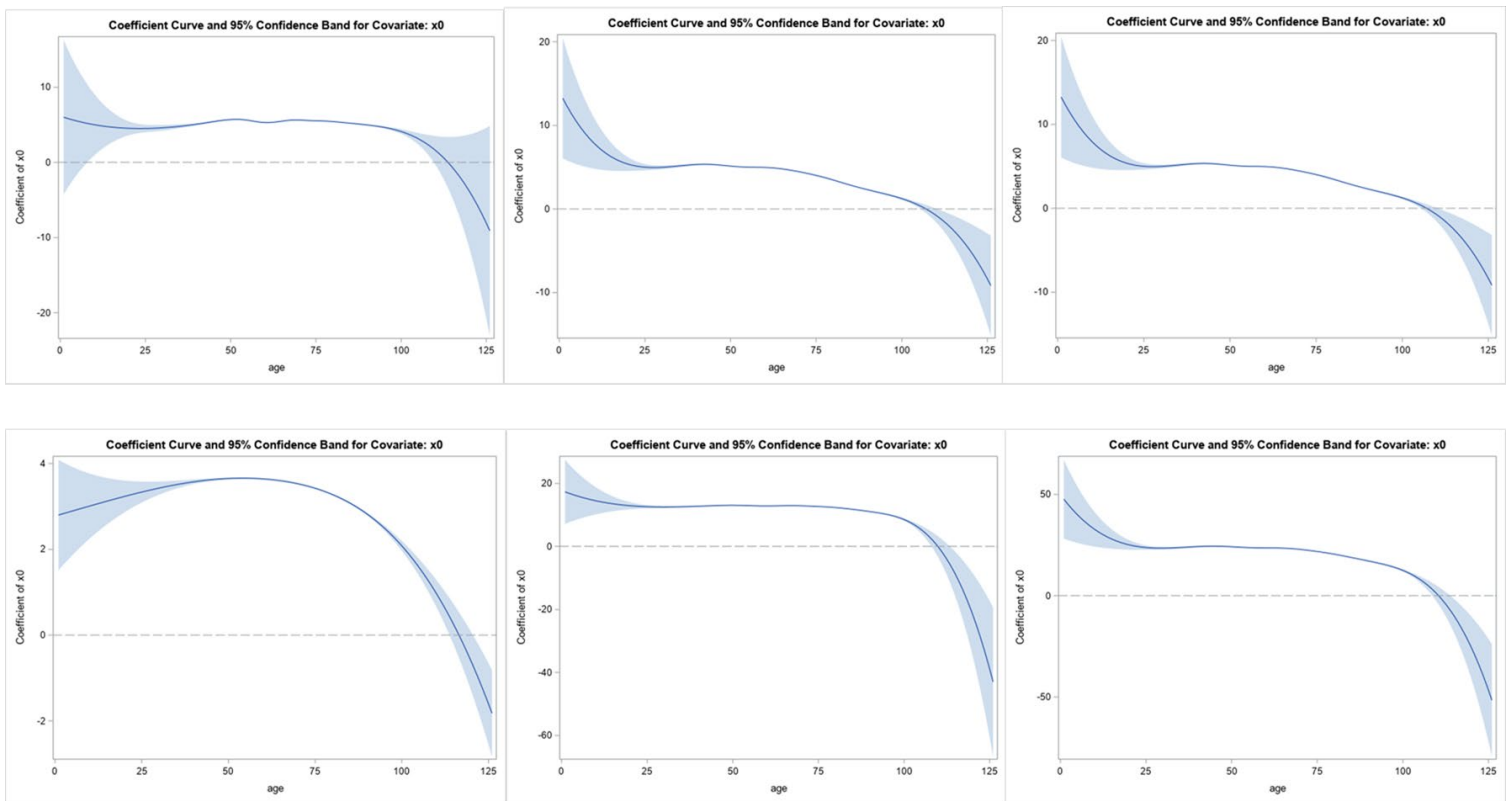 Coefficient Curve and 95% Confidence Band for Covariate: x0
10
0
-10
-20
Coefficient of x0
0 25 50 75 100 125
age
Coefficient Curve and 95% Confidence Band for Covariate: x0
20
10
0
-10
Coefficient of x0
0 25 50 75 100 125
age
Coefficient Curve and 95% Confidence Band for Covariate: x0
20
10
0
-10
Coefficient of x0
0 25 50 75 100 125
age
Coefficient Curve and 95% Confidence Band for Covariate: x0
4
2
0
-2
Coefficient of x0
0 25 50 75 100 125
age
Coefficient Curve and 95% Confidence Band for Covariate: x0
20
0
-20
-40
-60
Coefficient of x0
0 25 50 75 100 125
age
Coefficient Curve and 95% Confidence Band for Covariate: x0
50
0
-50
Coefficient of x0
0 25 50 75 100 125
age